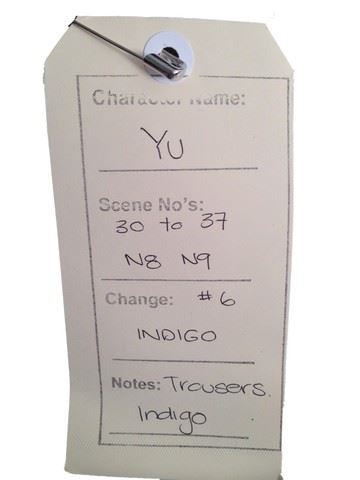 Character Name:
Yu
Scene No's:
30 to 37
N8 N9
Change: #6
INDIGO
Notes: Trousers.
Indigo